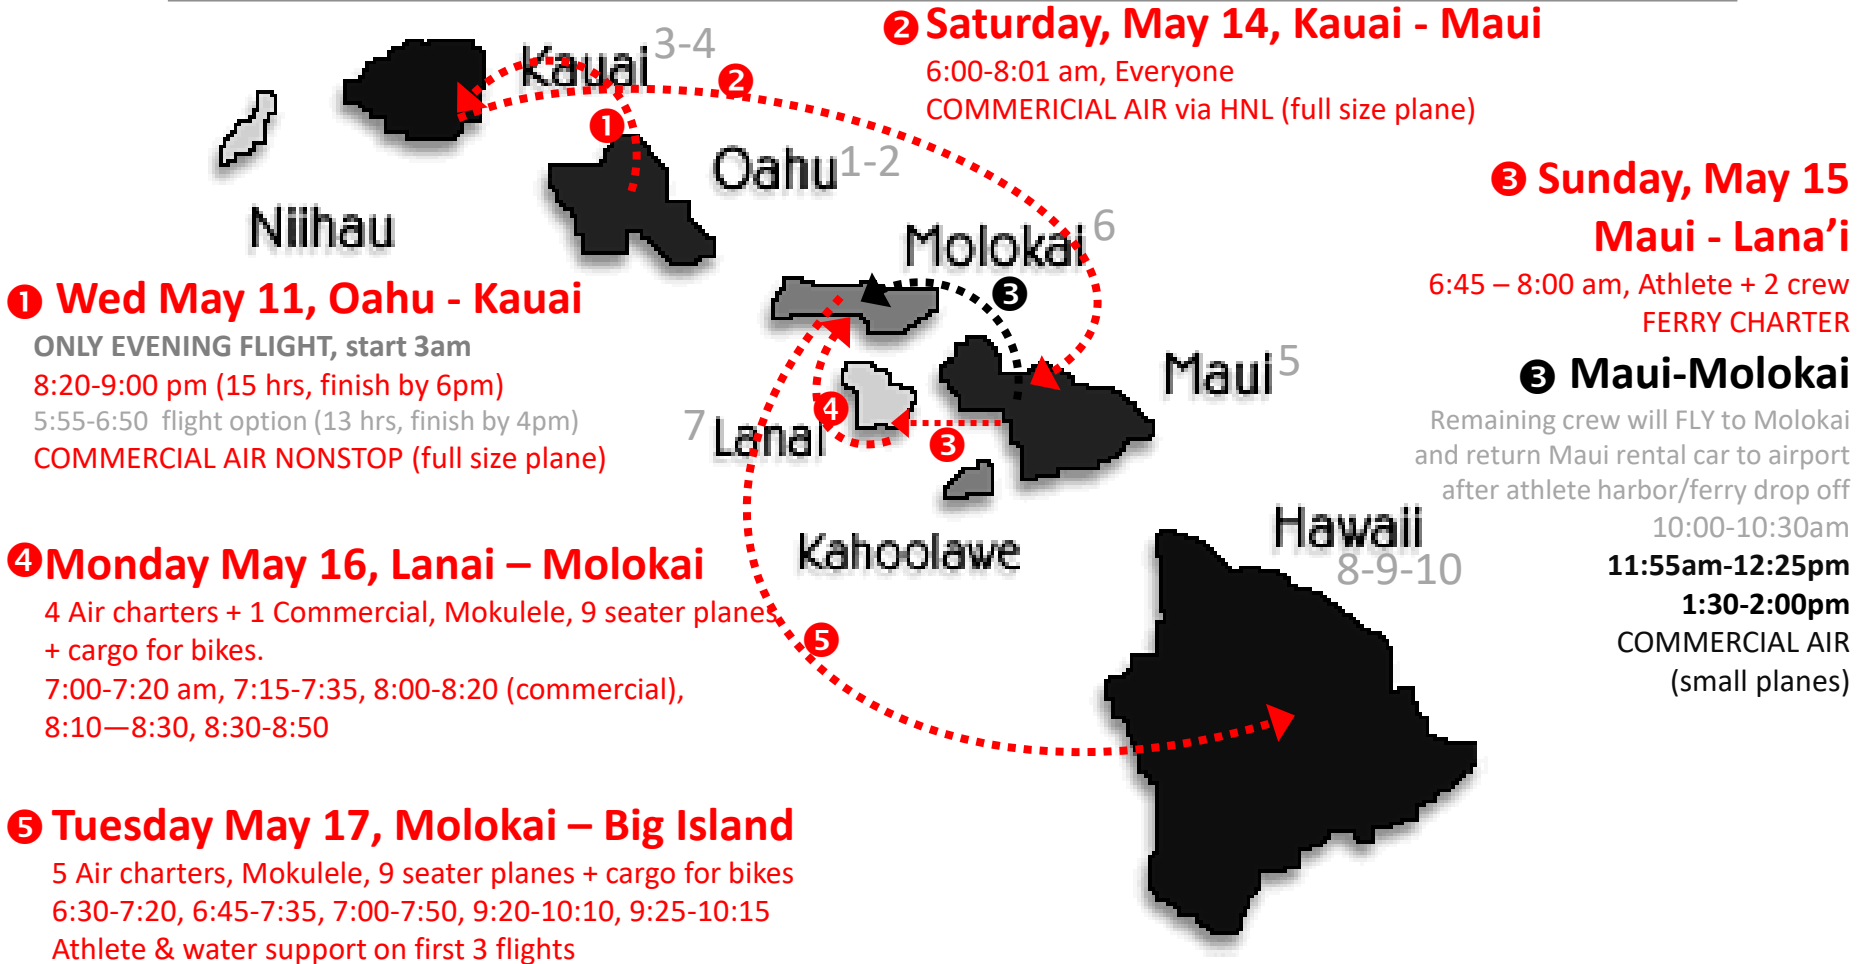 ❷ Saturday, May 14, Kauai - Maui
6:00-8:01 am, Everyone
COMMERICIAL AIR via HNL (full size plane)
Kauai 3-4
❷
❶
Oahu 1-2
Niihau
Molokai 6
❸
Maui 5
7 Lanai
❹
❸
Kahoolawe
Hawaii
8-9-10
❺
❶ Wed May 11, Oahu - Kauai
ONLY EVENING FLIGHT, start 3am
8:20-9:00 pm (15 hrs, finish by 6pm)
5:55-6:50 flight option (13 hrs, finish by 4pm)
COMMERCIAL AIR NONSTOP (full size plane)
❸ Sunday, May 15
Maui - Lana’i
6:45 – 8:00 am, Athlete + 2 crew
FERRY CHARTER
❸ Maui-Molokai
Remaining crew will FLY to Molokai
and return Maui rental car to airport
after athlete harbor/ferry drop off
10:00-10:30am
11:55am-12:25pm
1:30-2:00pm
COMMERCIAL AIR
(small planes)
❹ Monday May 16, Lanai – Molokai
4 Air charters + 1 Commercial, Mokulele, 9 seater planes
+ cargo for bikes.
7:00-7:20 am, 7:15-7:35, 8:00-8:20 (commercial),
8:10—8:30, 8:30-8:50
❺ Tuesday May 17, Molokai – Big Island
5 Air charters, Mokulele, 9 seater planes + cargo for bikes
6:30-7:20, 6:45-7:35, 7:00-7:50, 9:20-10:10, 9:25-10:15
Athlete & water support on first 3 flights